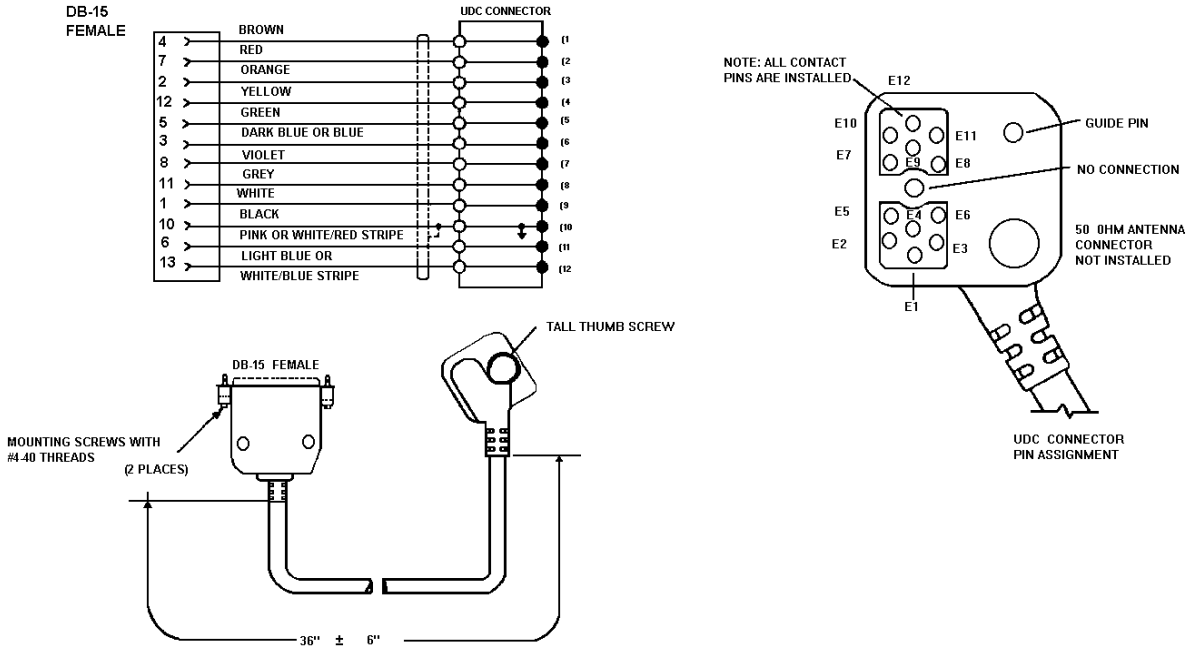 DB-15
FEMALE
UDC CONNECTOR
4 BROWN (1
7 RED (2
2 ORANGE (3
12 YELLOW (4
5 GREEN (5
3 DARK BLUE OR BLUE (6
8 VIOLET (7
11 GREY (8
1 WHITE (9
10 BLACK (10
6 PINK OR WHITE/RED STRIPE (11
13 LIGHT BLUE OR (12
WHITE/BLUE STRIPE
NOTE: ALL CONTACT
PINS ARE INSTALLED
E12
E10
E11
GUIDE PIN
E7
E9
E8
NO CONNECTION
E5
E4
E6
E2
E3
50 0HM ANTENNA
CONNECTOR
NOT INSTALLED
E1
UDC CONNECTOR
PIN ASSIGNMENT
TALL THUMB SCREW
DB-15 FEMALE
MOUNTING SCREWS WITH
#4-40 THREADS
(2 PLACES)
36" ± 6"